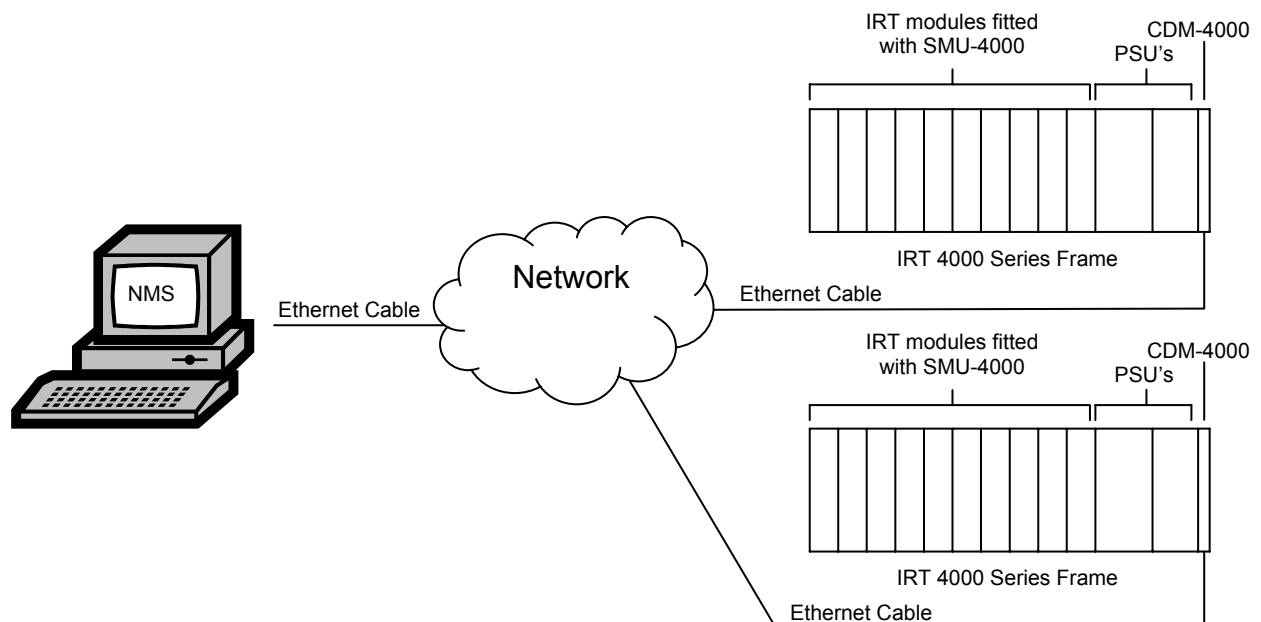 IRT modules fitted
with SMU-4000
CDM-4000
PSU's
IRT 4000 Series Frame
NMS
Ethernet Cable
Network
Ethernet Cable
IRT modules fitted
with SMU-4000
CDM-4000
PSU's
IRT 4000 Series Frame
Ethernet Cable